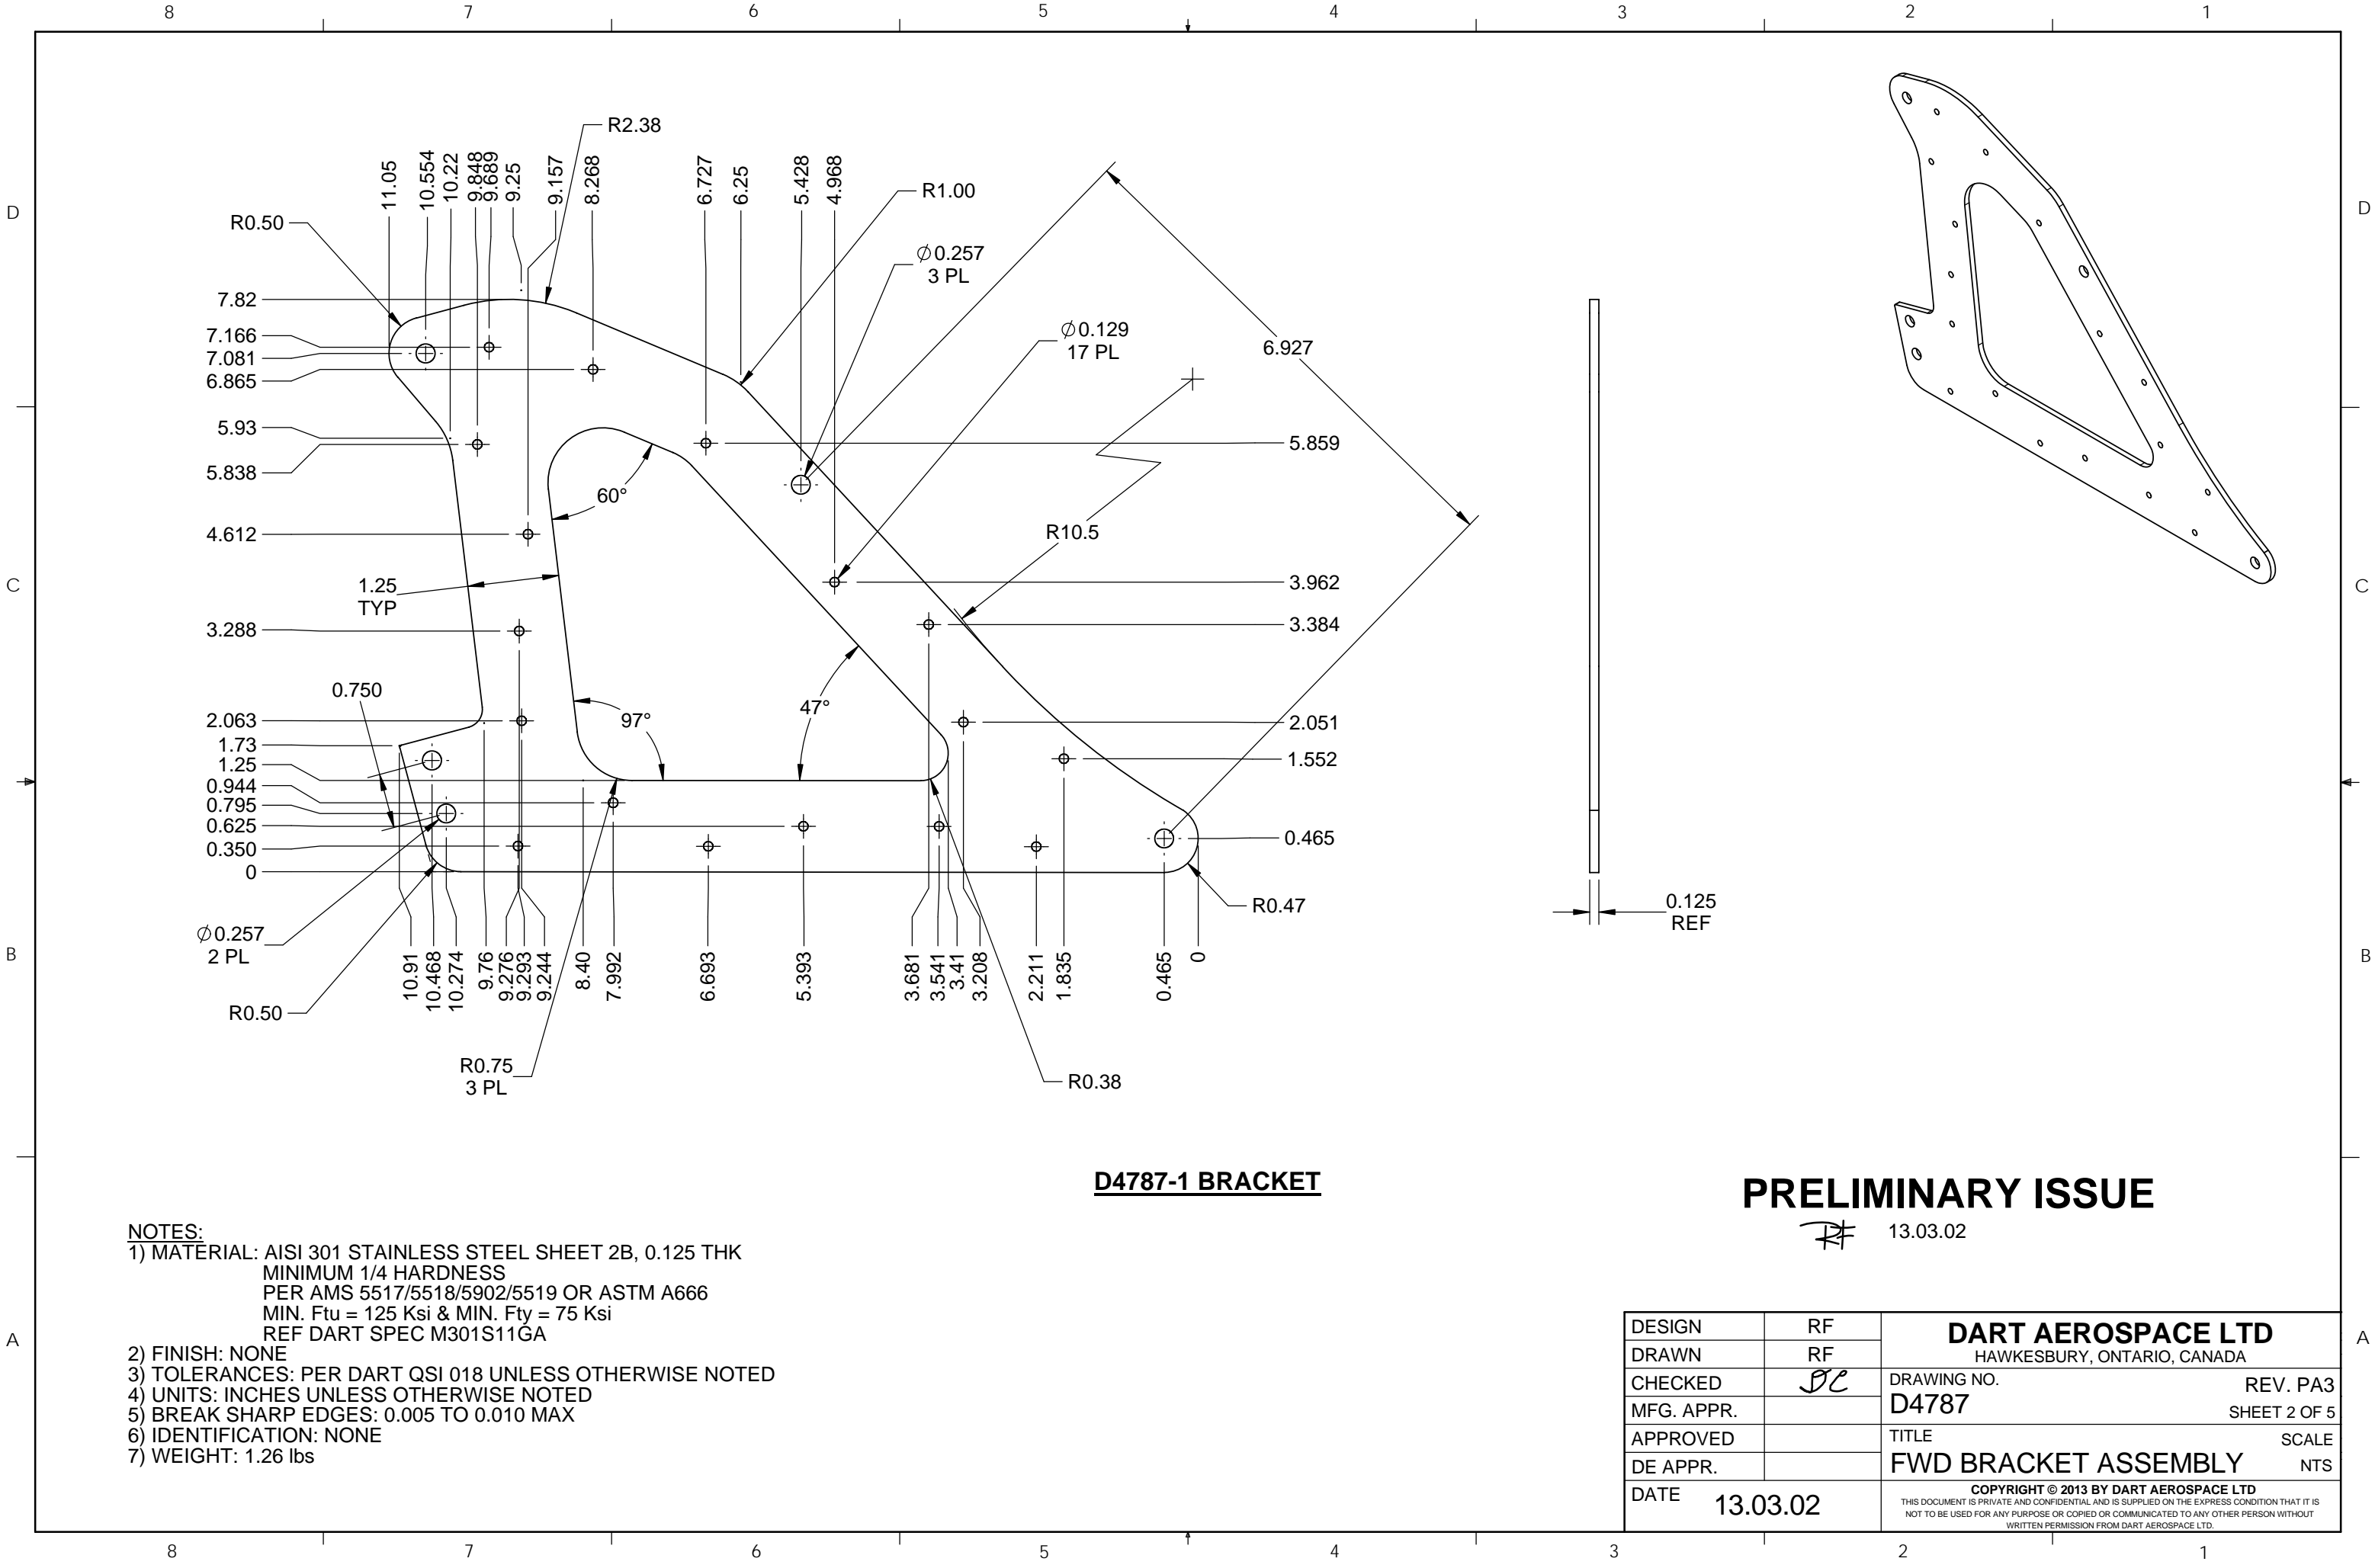 8 7 6 5 4 3 2 1
D
D
C
C
B
B
A
A
R2.38
11.05
10.554
10.22
9.848
9.689
9.25
9.157
8.268
6.727
6.25
5.428
4.968
R1.00
R0.50
Ø0.257
3 PL
Ø0.129
17 PL
6.927
7.82
7.166
7.081
6.865
5.93
5.838
4.612
3.288
2.063
1.73
1.25
0.944
0.795
0.625
0.350
0
60°
1.25
TYP
R10.5
5.859
3.962
3.384
2.051
1.552
0.465
0.750
97°
47°
R0.47
0.125
REF
Ø0.257
2 PL
R0.50
10.91
10.468
10.274
9.76
9.276
9.293
9.244
8.40
7.992
6.693
5.393
3.681
3.541
3.41
3.208
2.211
1.835
0.465
0
R0.75
3 PL
R0.38
D4787-1 BRACKET
PRELIMINARY ISSUE
RF 13.03.02
NOTES:
1) MATERIAL: AISI 301 STAINLESS STEEL SHEET 2B, 0.125 THK
MINIMUM 1/4 HARDNESS
PER AMS 5517/5518/5902/5519 OR ASTM A666
MIN. Ftu = 125 Ksi & MIN. Fty = 75 Ksi
REF DART SPEC M301S11GA
2) FINISH: NONE
3) TOLERANCES: PER DART QSI 018 UNLESS OTHERWISE NOTED
4) UNITS: INCHES UNLESS OTHERWISE NOTED
5) BREAK SHARP EDGES: 0.005 TO 0.010 MAX
6) IDENTIFICATION: NONE
7) WEIGHT: 1.26 lbs
DESIGN RF
DRAWN RF
CHECKED
MFG. APPR.
APPROVED
DE APPR.
DATE 13.03.02
DART AEROSPACE LTD
HAWKESBURY, ONTARIO, CANADA
DRAWING NO. REV. PA3
D4787 SHEET 2 OF 5
TITLE SCALE
FWD BRACKET ASSEMBLY NTS
COPYRIGHT © 2013 BY DART AEROSPACE LTD
THIS DOCUMENT IS PRIVATE AND CONFIDENTIAL AND IS SUPPLIED ON THE EXPRESS CONDITION THAT IT IS
NOT TO BE USED FOR ANY PURPOSE OR COPIED OR COMMUNICATED TO ANY OTHER PERSON WITHOUT
WRITTEN PERMISSION FROM DART AEROSPACE LTD.
8 7 6 5 4 3 2 1